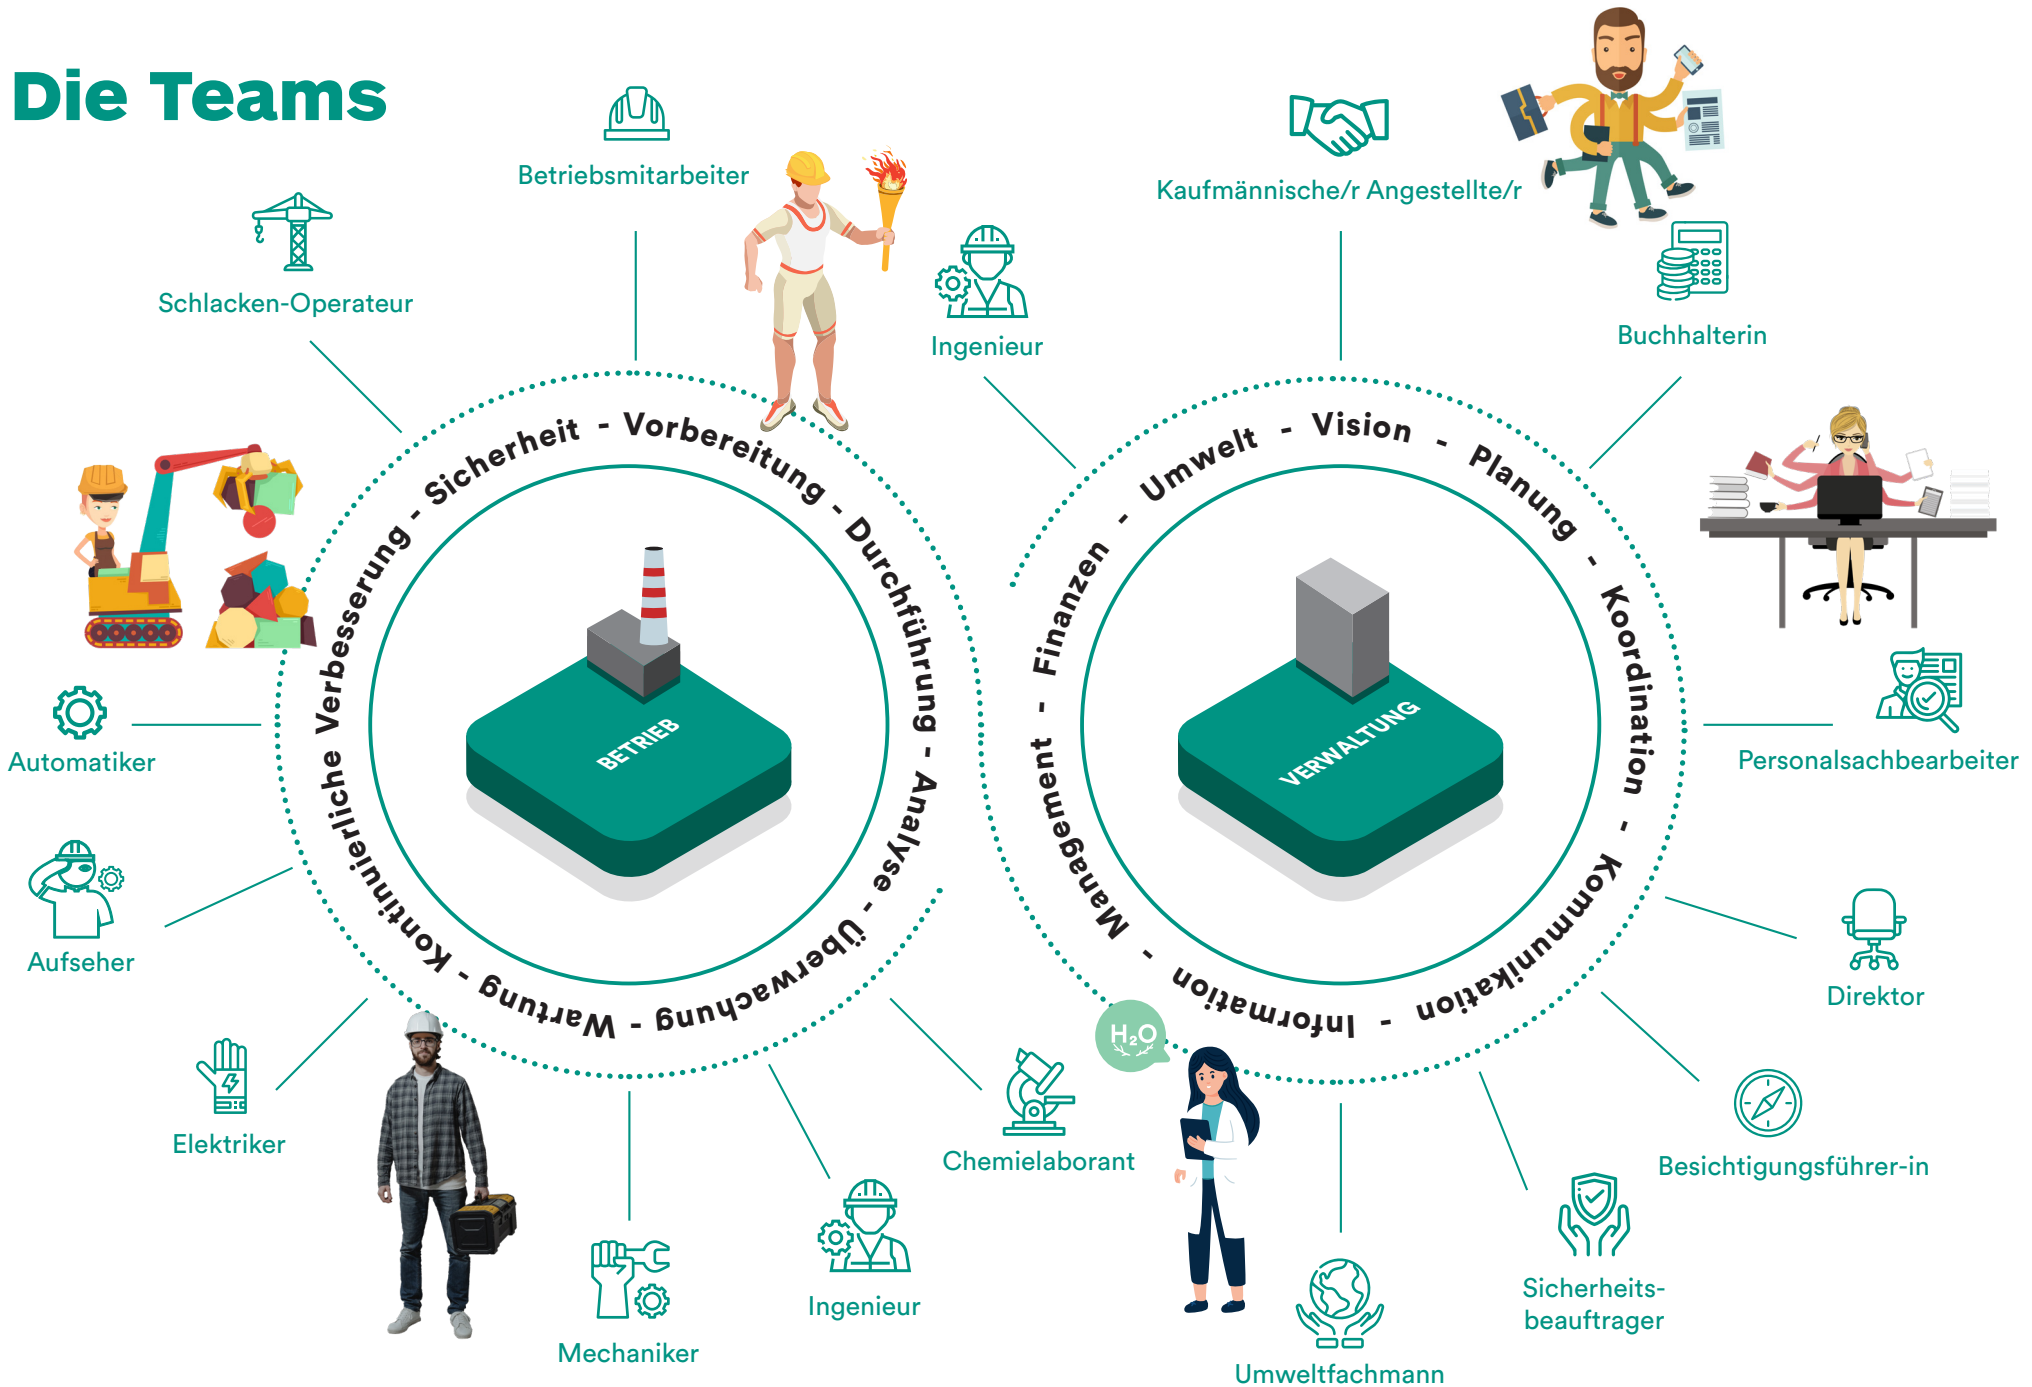 Die Teams
Betriebsmitarbeiter
Schlacken-Operateur
Ingenieur
Kaufmännische/r Angestellte/r
Buchhalterin
Sicherheit - Vorbereitung - Durchführung - Analyse - Überwachung - Wartung - Kontinuierliche Verbesserung -
BETRIEB
Vision - Planung - Koordination - Kommunikation - Information - Management - Finanzen - Umwelt -
VERWALTUNG
Automatiker
Aufseher
Elektriker
Mechaniker
Ingenieur
Chemielaborant
H₂O
Personalsachbearbeiter
Direktor
Besichtigungsführer-in
Sicherheits-
beauftrager
Umweltfachmann